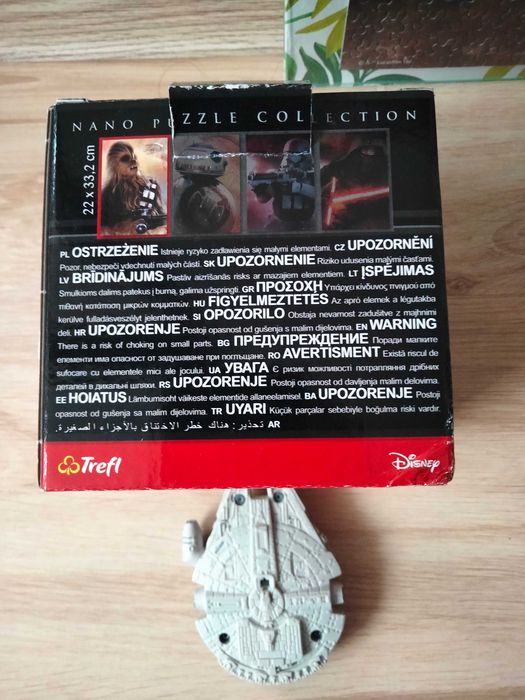 NANO PUZZLE COLLECTION
22 x 33,2 cm
PL OSTRZEŻENIE Istnieje ryzyko zadławienia się małymi elementami. CZ UPOZORNĚNÍ
Pozor, nebezpečí vdechnutí malých částí. SK UPOZORNENIE Riziko udusenia malými časťami.
LV BRĪDINĀJUMS Pastāv aizrīšanās risks ar mazajiem elementiem. LT ĮSPĖJIMAS
Smulkiomis dalimis patekus į burną, galima užspringti. GR ΠΡΟΣΟΧΗ Υπάρχει κίνδυνος πνιγμού από
πιθανή κατάποση μικρών κομματιών. HU FIGYELMEZTETÉS Az apró elemek a légutakba
kerülve fulladásveszélyt jelenthetnek. SI OPOZORILO Obstaja nevarnost zadušitve z majhnimi
deli. HR UPOZORENJE Postoji opasnost od gušenja s malim dijelovima. EN WARNING
There is a risk of choking on small parts. BG ПРЕДУПРЕЖДЕНИЕ Поради малките
елементи има опасност от задушаване при поглъщане. RO AVERTISMENT Există riscul de
sufocare cu elementele mici ale jocului. UA УВАГА Є ризик можливості потрапляння дрібних
деталей в дихальні шляхи. RS UPOZORENJE Postoji opasnost od davljenja malim delovima.
EE HOIATUS Lämbumisoht väikeste elementide allaneelamisel. BA UPOZORENJE Postoji
opasnost od gušenja sa malim dijelovima. TR UYARI Küçük parçalar sebebiyle boğulma riski vardır.
AR تحذير: هناك خطر الاختناق بالأجزاء الصغيرة.
Trefl
Disney